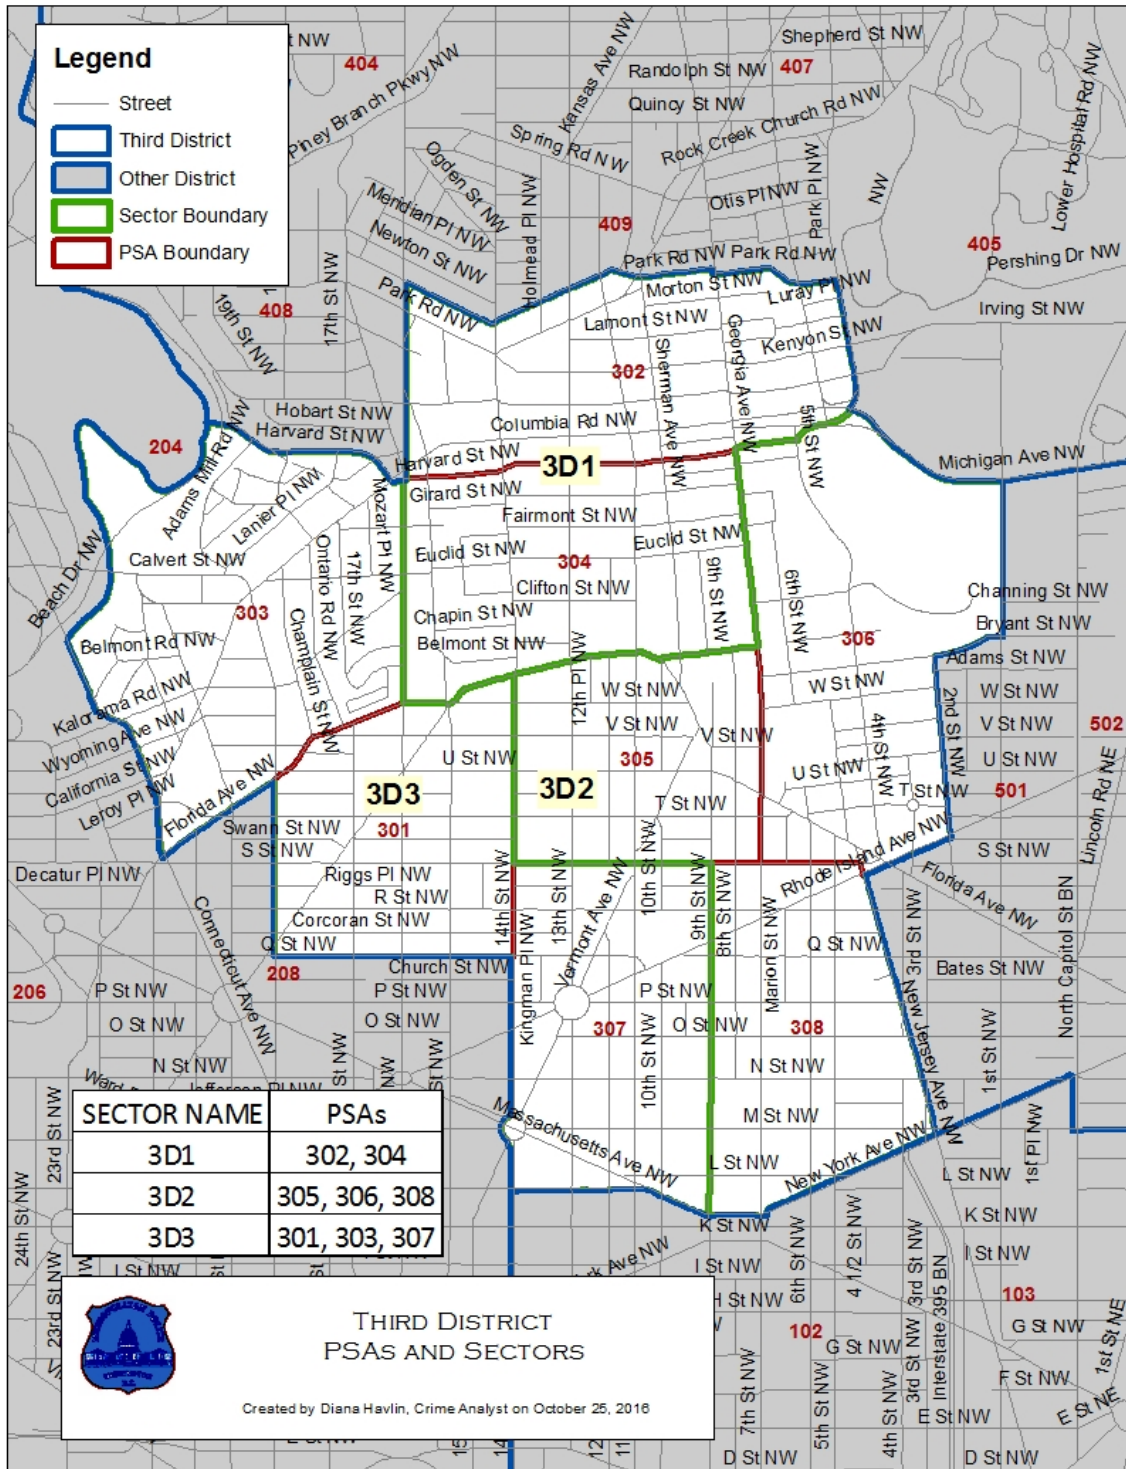 Legend
Street
Third District
Other District
Sector Boundary
PSA Boundary
t NW
404
Piney Branch Pkwy NW
Kansas Ave NW
Shepherd St NW
Randolph St NW
407
Quincy St NW
Rock Creek Church Rd NW
Spring Rd NW
Ogden St NW
Meridian Pl NW
Newton St NW
Holmead Pl NW
Otis Pl NW
Park Pl NW
NW
Lower Hospital Rd NW
409
405
Pershing Dr NW
Park Rd NW
Park Rd NW
Irving St NW
408
19th St NW
17th St NW
Park Rd NW
Morton St NW
Luray Pl NW
Lamont St NW
Georgia Ave NW
Kenyon St NW
Sherman Ave NW
302
Hobart St NW
Harvard St NW
Columbia Rd NW
5th St NW
204
Adams Mill Rd NW
Harvard St NW
3D1
Michigan Ave NW
Lanier Pl NW
Mozart Pl NW
Girard St NW
Fairmont St NW
Beach Dr NW
Calvert St NW
Ontario Rd NW
17th St NW
Euclid St NW
Euclid St NW
304
Clifton St NW
9th St NW
6th St NW
Channing St NW
303
Champlain St NW
Chapin St NW
Bryant St NW
Belmont Rd NW
Belmont St NW
306
Adams St NW
12th Pl NW
Kalorama Rd NW
W St NW
W St NW
2nd St NW
W St NW
Wyoming Ave NW
V St NW
V St NW
4th St NW
V St NW
502
California St NW
U St NW
305
U St NW
U St NW
Leroy Pl NW
Florida Ave NW
3D3
3D2
T St NW
T St NW
501
Lincoln Rd NE
Swann St NW
301
S St NW
Rhode Island Ave NW
S St NW
Decatur Pl NW
Riggs Pl NW
R St NW
Corcoran St NW
14th St NW
13th St NW
Vermont Ave NW
10th St NW
9th St NW
8th St NW
Florida Ave NW
Connecticut Ave NW
Q St NW
Kingman Pl NW
Marion St NW
Q St NW
3rd St NW
208
Church St NW
Bates St NW
North Capitol St BN
206
P St NW
P St NW
P St NW
New Jersey Ave NW
O St NW
O St NW
307
O St NW
308
1st St NW
N St NW
St NW
NW
St NW
10th St NW
N St NW
Ward
Jefferson Pl NW
Massachusetts Ave NW
M St NW
1st Pl NW
23rd St NW
L St NW
New York Ave NW
L St NW
24th St NW
SECTOR NAME PSAs
3D1 302, 304
3D2 305, 306, 308
3D3 301, 303, 307
K St NW
K St NW
rk Ave NW
I St NW
6th St NW
4 1/2 St NW
3rd St NW
I St NW
23rd St NW
H St NW
Interstate 395 BN
103
102
G St NW
G St NW
1st St NE
THIRD DISTRICT
PSAS AND SECTORS
7th St NW
5th St NW
4th St NW
3rd St NW
F St NW
Created by Diana Havlin, Crime Analyst on October 25, 2016
E St NW
E St NE
D St NW
D St NW